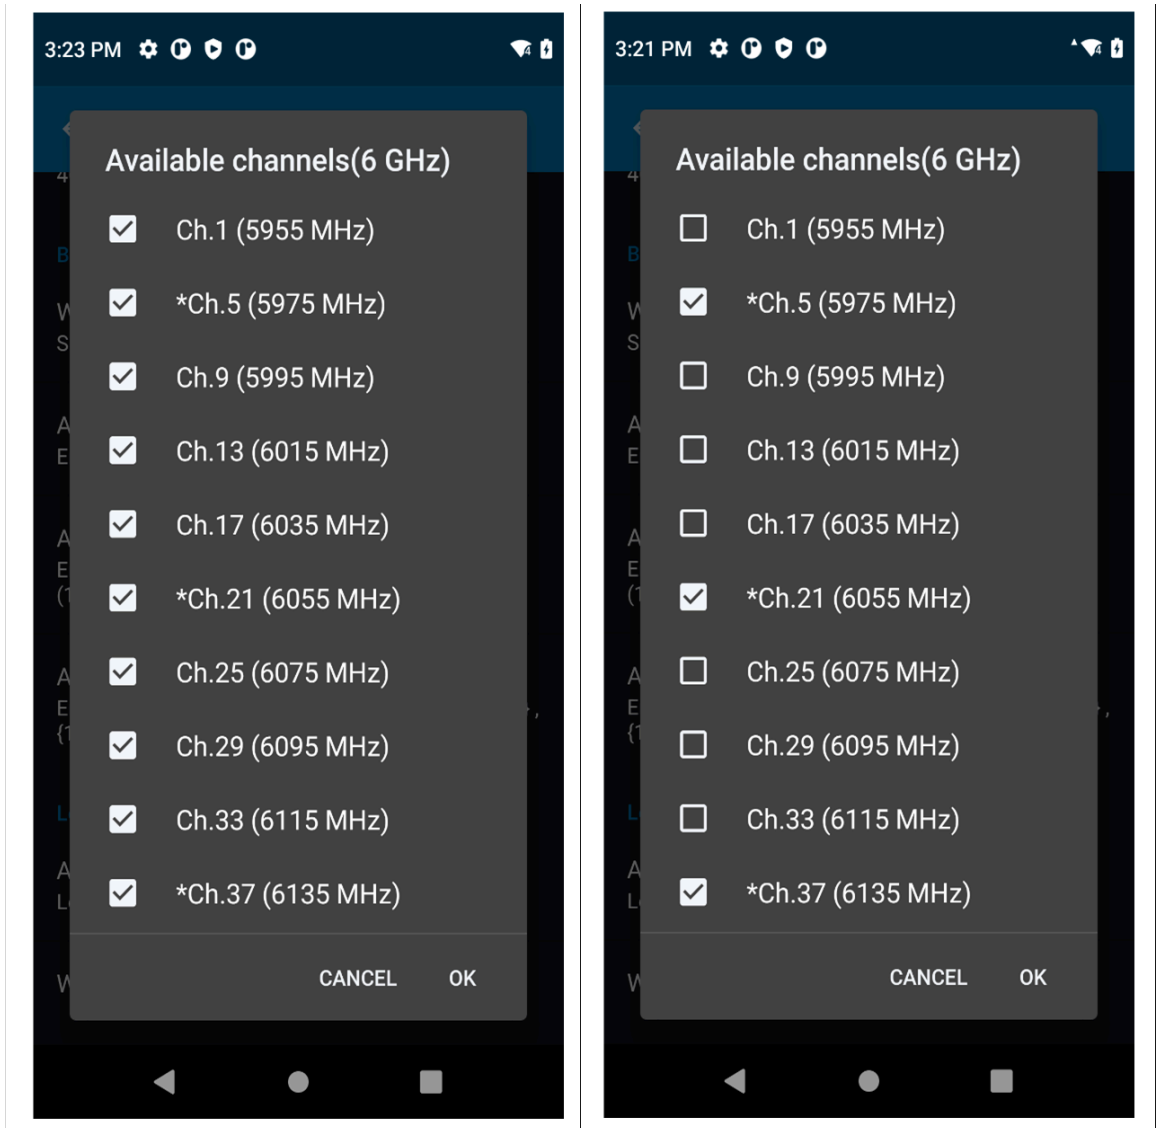 3:23 PM
4
Available channels(6 GHz)
Ch.1 (5955 MHz)
*Ch.5 (5975 MHz)
Ch.9 (5995 MHz)
Ch.13 (6015 MHz)
Ch.17 (6035 MHz)
*Ch.21 (6055 MHz)
Ch.25 (6075 MHz)
Ch.29 (6095 MHz)
Ch.33 (6115 MHz)
*Ch.37 (6135 MHz)
CANCEL OK
3:21 PM
4
Available channels(6 GHz)
Ch.1 (5955 MHz)
*Ch.5 (5975 MHz)
Ch.9 (5995 MHz)
Ch.13 (6015 MHz)
Ch.17 (6035 MHz)
*Ch.21 (6055 MHz)
Ch.25 (6075 MHz)
Ch.29 (6095 MHz)
Ch.33 (6115 MHz)
*Ch.37 (6135 MHz)
CANCEL OK